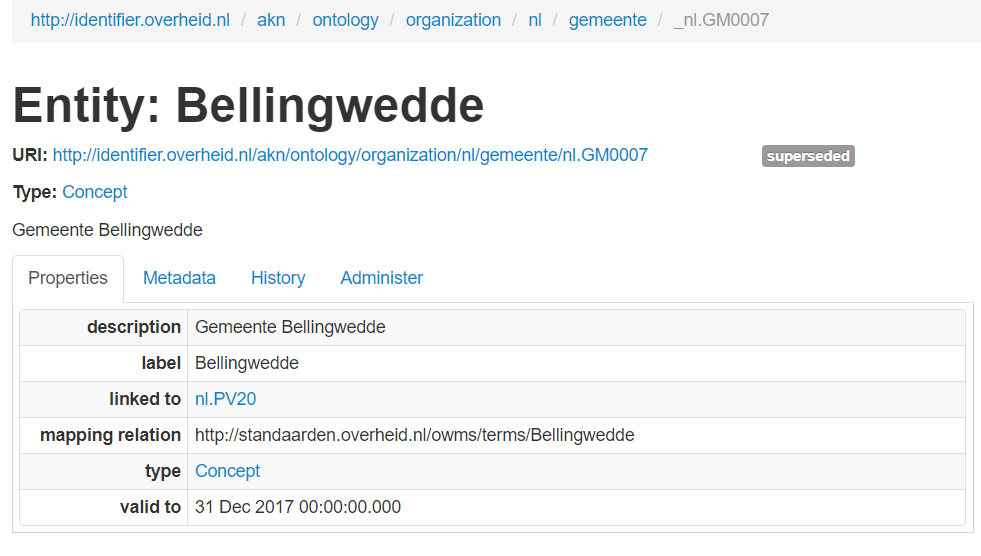 http://identifier.overheid.nl / akn / ontology / organization / nl / gemeente / _nl.GM0007
Entity: Bellingwedde
URI: http://identifier.overheid.nl/akn/ontology/organization/nl/gemeente/nl.GM0007 superseded
Type: Concept
Gemeente Bellingwedde
Properties Metadata History Administer
description Gemeente Bellingwedde
label Bellingwedde
linked to nl.PV20
mapping relation http://standaarden.overheid.nl/owms/terms/Bellingwedde
type Concept
valid to 31 Dec 2017 00:00:00.000